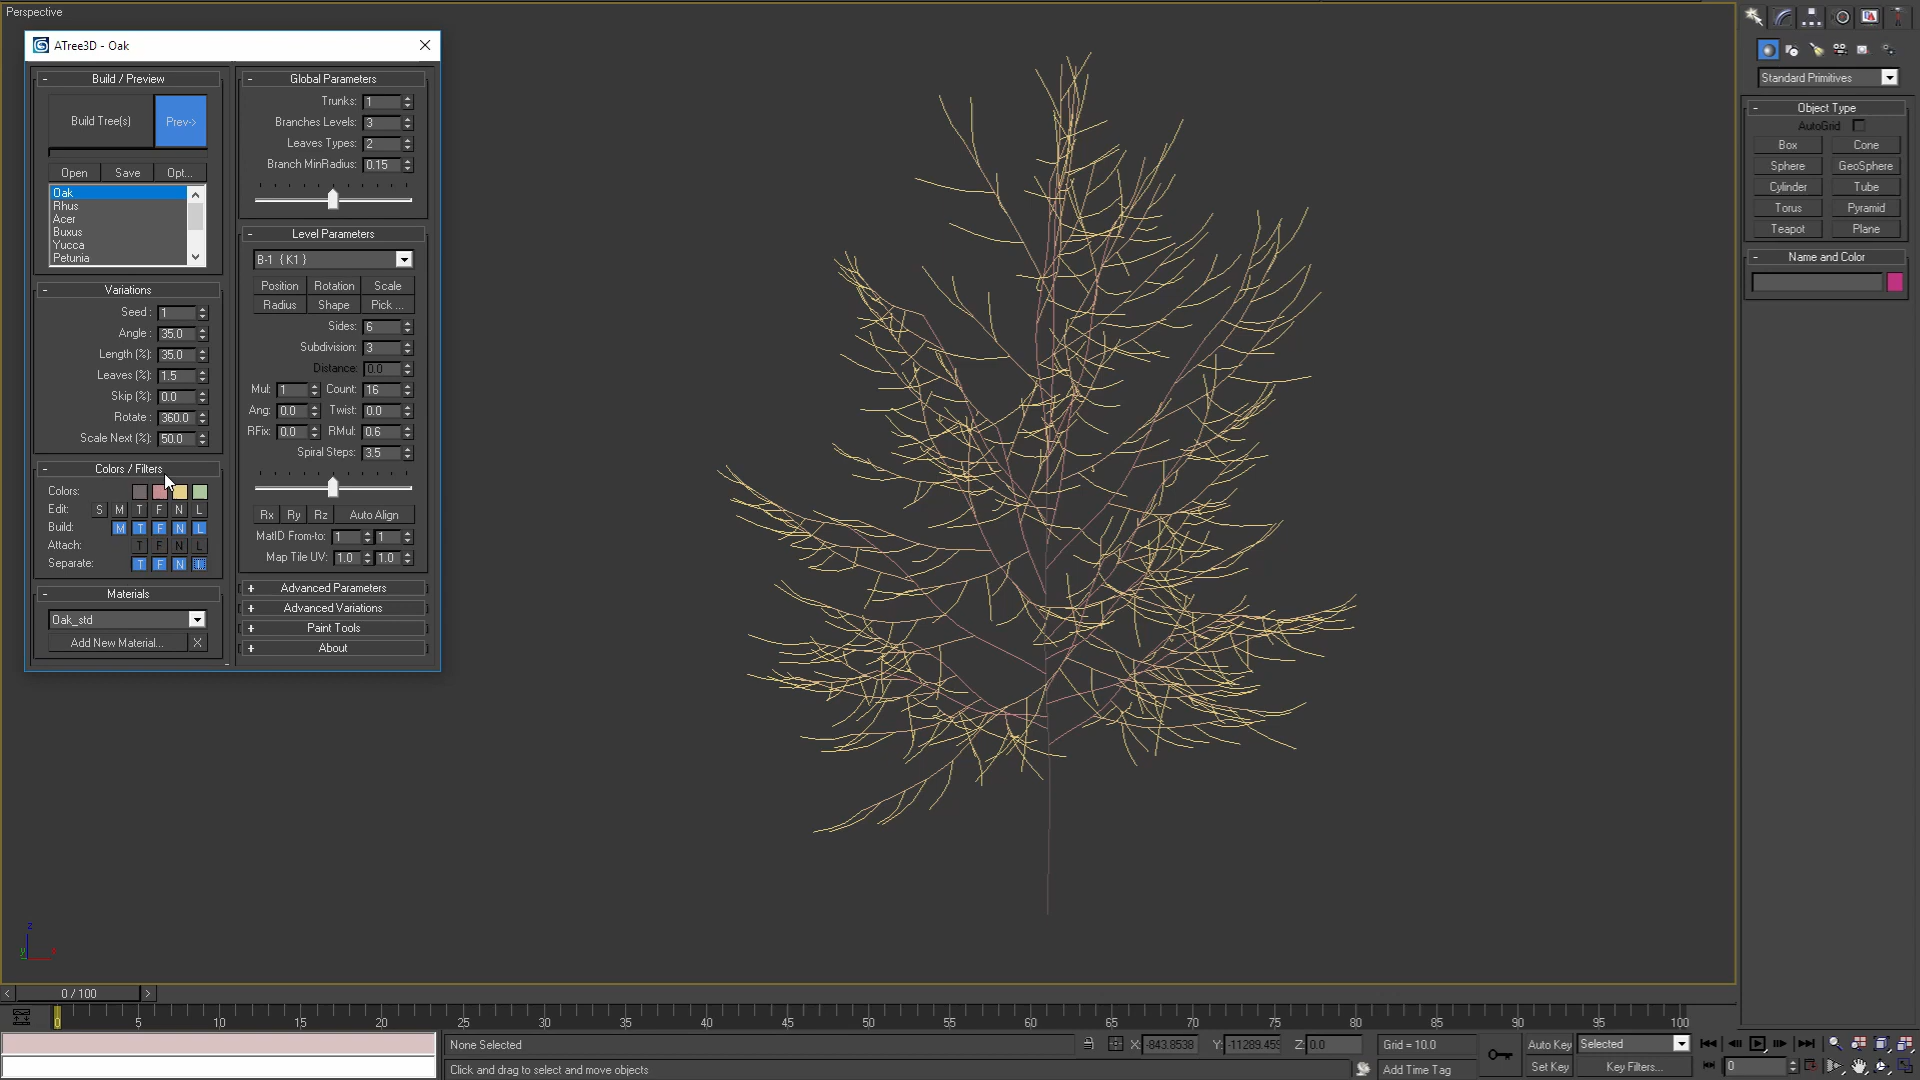 Perspective
ATree3D - Oak
Build / Preview
Build Tree(s)
Prev->
Open
Save
Opt...
Oak
Rhus
Acer
Buxus
Yucca
Petunia
Variations
Seed: 1
Angle: 35.0
Length (%): 35.0
Leaves (%): 1.5
Skip (%): 0.0
Rotate: 360.0
Scale Next (%): 50.0
Colors / Filters
Colors:
Edit: S M T F N L
Build: M T F N L
Attach: T F N L
Separate: T F N L
Materials
Oak_std
Add New Material... X
Global Parameters
Trunks: 1
Branches Levels: 3
Leaves Types: 2
Branch MinRadius: 0.15
Level Parameters
B-1 { K1 }
Position Rotation Scale
Radius Shape Pick ...
Sides: 6
Subdivision: 3
Distance: 0.0
Mul: 1 Count: 16
Ang: 0.0 Twist: 0.0
RFix: 0.0 RMul: 0.6
Spiral Steps: 3.5
Rx Ry Rz Auto Align
MatID From-to: 1 1
Map Tile UV: 1.0 1.0
Advanced Parameters
Advanced Variations
Paint Tools
About
Standard Primitives
Object Type
AutoGrid
Box Cone
Sphere GeoSphere
Cylinder Tube
Torus Pyramid
Teapot Plane
Name and Color
z
y
x
0 / 100
0 5 10 15 20 25 30 35 40 45 50 55 60 65 70 75 80 85 90 95 100
None Selected
X: -843.8538 Y: -11289.459 Z: 0.0
Grid = 10.0
Auto Key
Selected
Click and drag to select and move objects
Add Time Tag
Set Key
Key Filters...
0